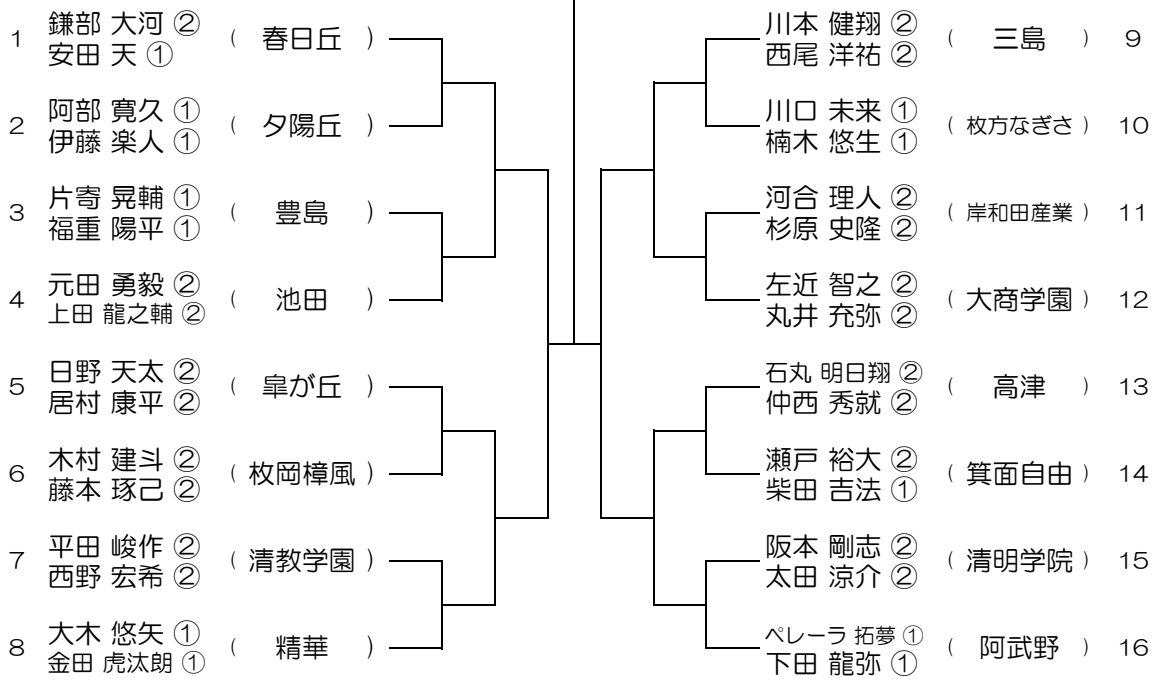 1 鎌部 大河 ② ( 春日丘 )
安田 天 ①
2 阿部 寛久 ① ( 夕陽丘 )
伊藤 楽人 ①
3 片寄 晃輔 ① ( 豊島 )
福重 陽平 ①
4 元田 勇毅 ② ( 池田 )
上田 龍之輔 ②
5 日野 天太 ② ( 皐が丘 )
居村 康平 ②
6 木村 建斗 ② ( 枚岡樟風 )
藤本 琢己 ②
7 平田 峻作 ② ( 清教学園 )
西野 宏希 ②
8 大木 悠矢 ① ( 精華 )
金田 虎汰朗 ①
川本 健翔 ② ( 三島 ) 9
西尾 洋祐 ②
川口 未来 ① ( 枚方なぎさ ) 10
楠木 悠生 ①
河合 理人 ② ( 岸和田産業 ) 11
杉原 史隆 ②
左近 智之 ② ( 大商学園 ) 12
丸井 充弥 ②
石丸 明日翔 ② ( 高津 ) 13
仲西 秀就 ②
瀬戸 裕大 ② ( 箕面自由 ) 14
柴田 吉法 ①
阪本 剛志 ② ( 清明学院 ) 15
太田 涼介 ②
ペレーラ 拓夢 ① ( 阿武野 ) 16
下田 龍弥 ①